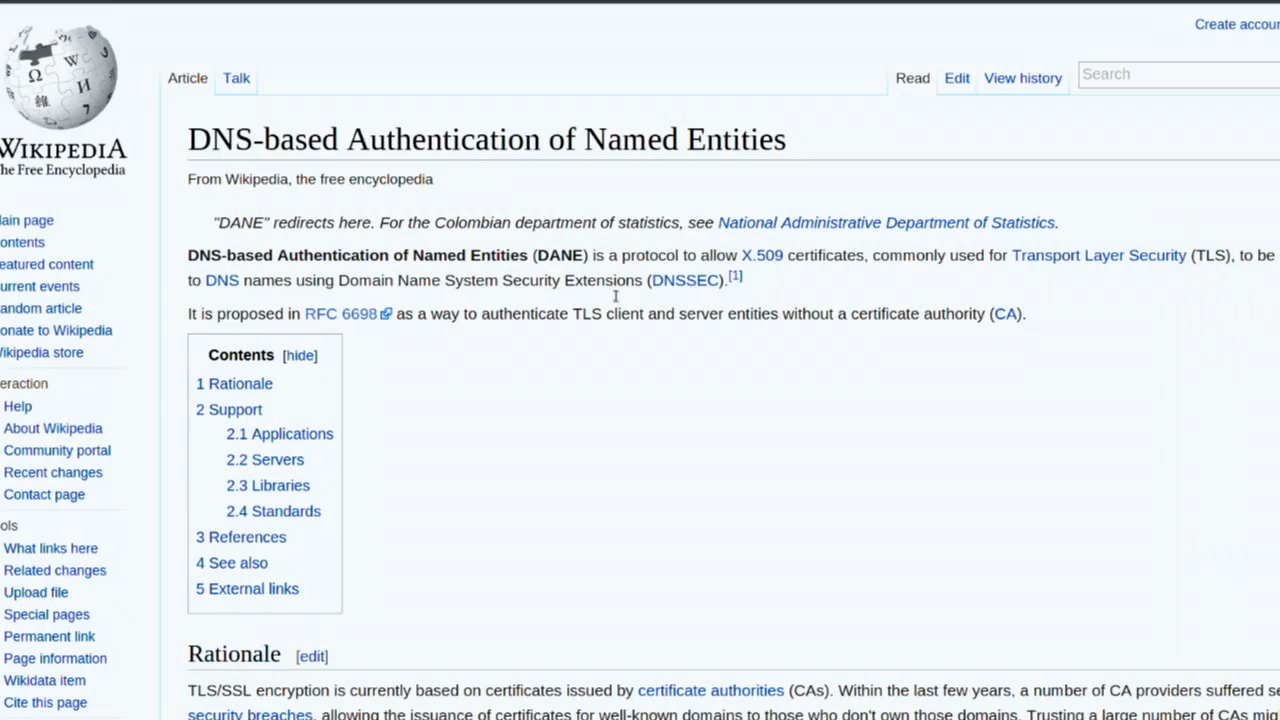 Create accoun
Article Talk Read Edit View history Search
WIKIPEDIA
The Free Encyclopedia
DNS-based Authentication of Named Entities
From Wikipedia, the free encyclopedia
"DANE" redirects here. For the Colombian department of statistics, see National Administrative Department of Statistics.
DNS-based Authentication of Named Entities (DANE) is a protocol to allow X.509 certificates, commonly used for Transport Layer Security (TLS), to be
to DNS names using Domain Name System Security Extensions (DNSSEC).[1]
It is proposed in RFC 6698 as a way to authenticate TLS client and server entities without a certificate authority (CA).
Contents [hide]
1 Rationale
2 Support
2.1 Applications
2.2 Servers
2.3 Libraries
2.4 Standards
3 References
4 See also
5 External links
Rationale [edit]
TLS/SSL encryption is currently based on certificates issued by certificate authorities (CAs). Within the last few years, a number of CA providers suffered se
security breaches, allowing the issuance of certificates for well-known domains to those who don't own those domains. Trusting a large number of CAs mig
ain page
ontents
eatured content
urrent events
andom article
onate to Wikipedia
ikipedia store
eraction
Help
About Wikipedia
Community portal
Recent changes
Contact page
ols
What links here
Related changes
Upload file
Special pages
Permanent link
Page information
Wikidata item
Cite this page